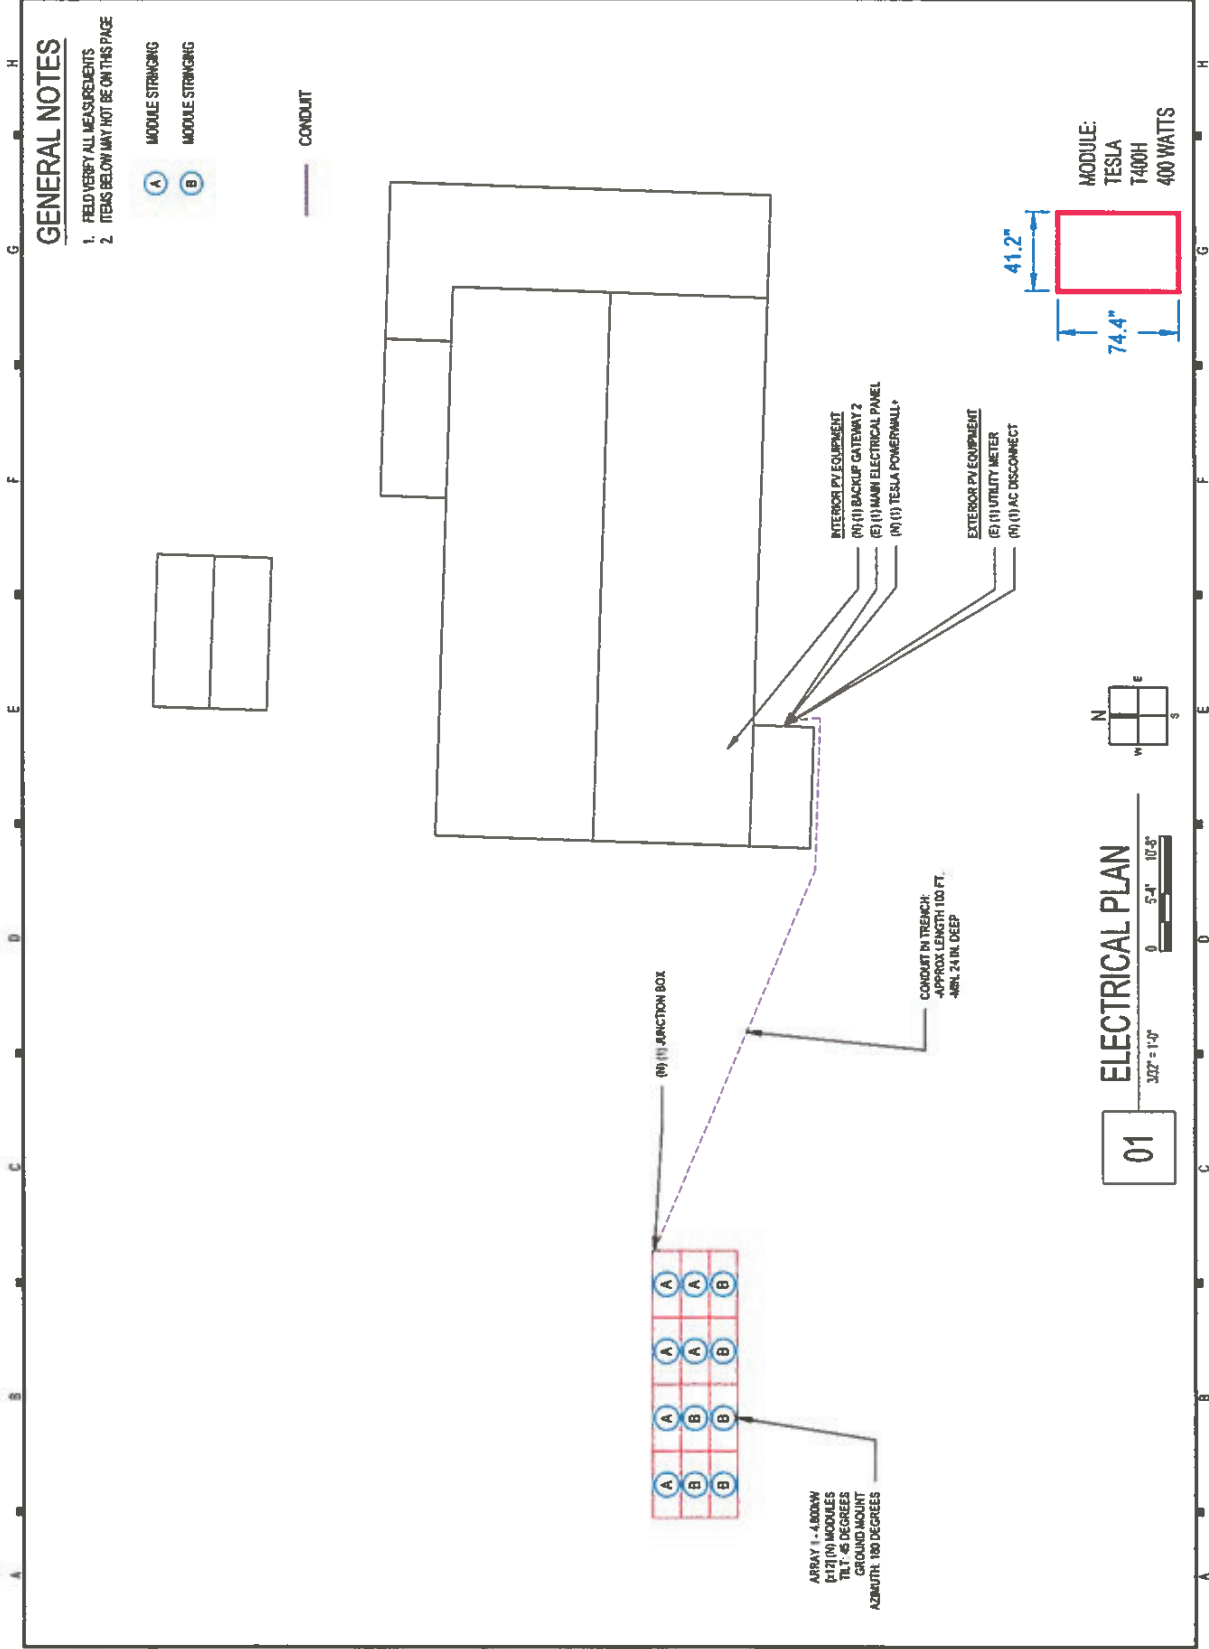 A
B
C
D
E
F
G
H
GENERAL NOTES
1. FIELD VERIFY ALL MEASUREMENTS
2. ITEMS BELOW MAY NOT BE ON THIS PAGE
A MODULE STRINGING
B MODULE STRINGING
CONDUIT
(N) (1) JUNCTION BOX
A A A A
B B A A
B B B B
ARRAY 1 - 4.800KW
[x12] (N) MODULES
TILT: 45 DEGREES
GROUND MOUNT
AZIMUTH: 180 DEGREES
CONDUIT IN TRENCH:
-APPROX LENGTH 100 FT.
-MIN. 24 IN. DEEP
INTERIOR PV EQUIPMENT
(N) (1) BACKUP GATEWAY 2
(E) (1) MAIN ELECTRICAL PANEL
(N) (1) TESLA POWERWALL+
EXTERIOR PV EQUIPMENT
(E) (1) UTILITY METER
(N) (1) AC DISCONNECT
01
ELECTRICAL PLAN
3/32" = 1'-0"
0 5'-4" 10'-8"
N
W
E
S
41.2"
74.4"
MODULE:
TESLA
T400H
400 WATTS
A
B
C
D
E
F
G
H